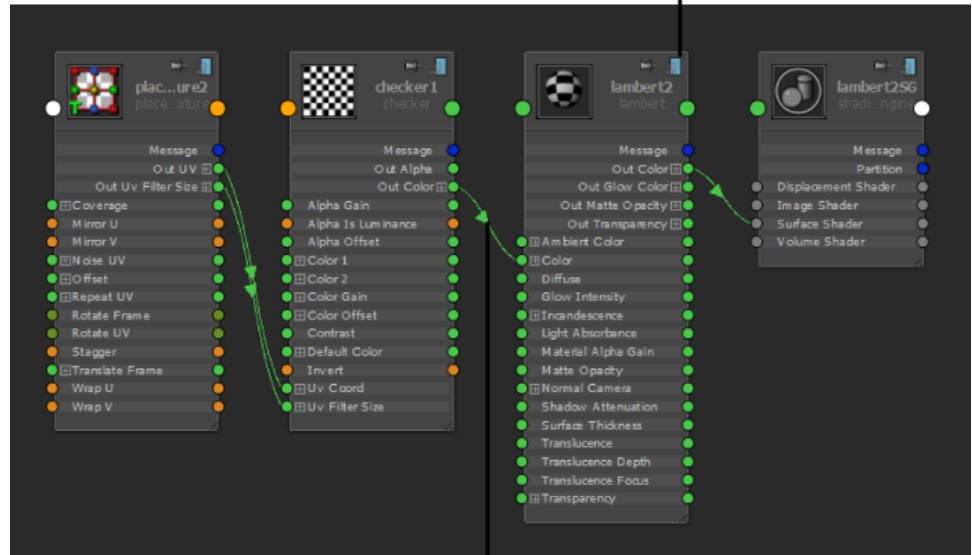 plac...ure2
place...xture
Message
Out UV
Out Uv Filter Size
Coverage
Mirror U
Mirror V
Noise UV
Offset
Repeat UV
Rotate Frame
Rotate UV
Stagger
Translate Frame
Wrap U
Wrap V
checker1
checker
Message
Out Alpha
Out Color
Alpha Gain
Alpha Is Luminance
Alpha Offset
Color 1
Color 2
Color Gain
Color Offset
Contrast
Default Color
Invert
Uv Coord
Uv Filter Size
lambert2
lambert
Message
Out Color
Out Glow Color
Out Matte Opacity
Out Transparency
Ambient Color
Color
Diffuse
Glow Intensity
Incandescence
Light Absorbance
Material Alpha Gain
Matte Opacity
Normal Camera
Shadow Attenuation
Surface Thickness
Translucence
Translucence Depth
Translucence Focus
Transparency
lambert2SG
shadi...ngine
Message
Partition
Displacement Shader
Image Shader
Surface Shader
Volume Shader